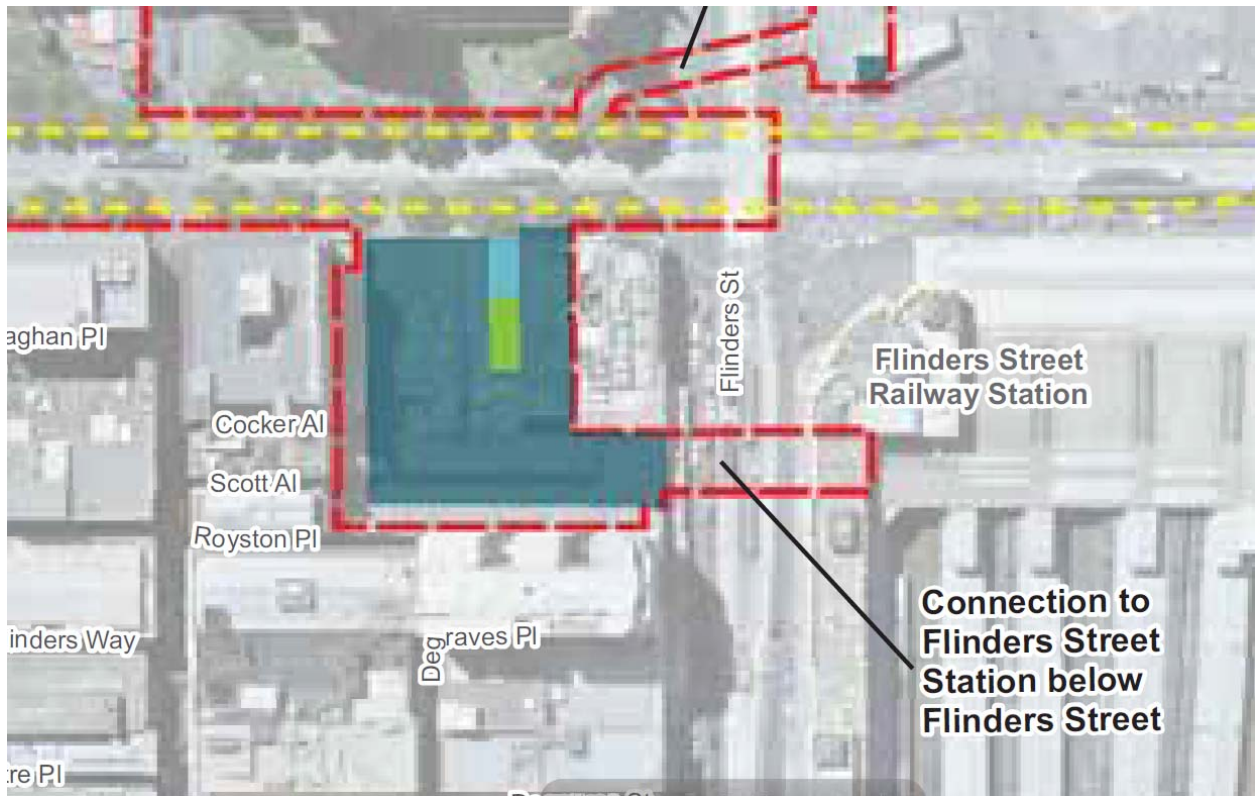 aghan Pl
Flinders St
Flinders Street
Railway Station
Cocker Al
Scott Al
Royston Pl
Connection to
Flinders Street
Station below
Flinders Street
linders Way
Degraves Pl
tre Pl